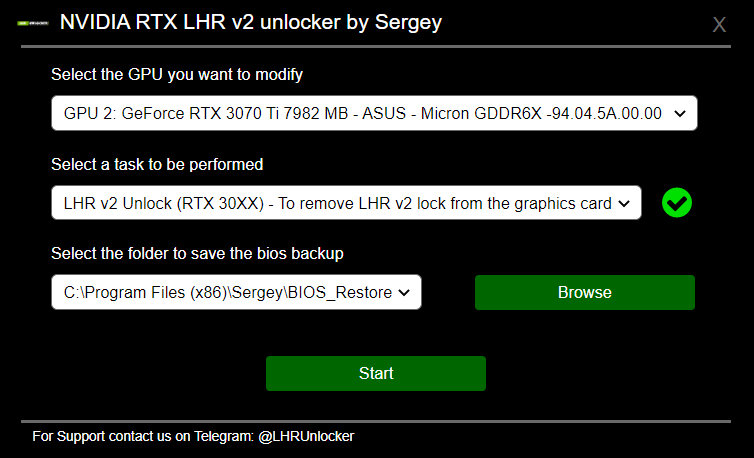 NVIDIA RTX LHR v2 unlocker by Sergey
X
Select the GPU you want to modify
GPU 2: GeForce RTX 3070 Ti 7982 MB - ASUS - Micron GDDR6X -94.04.5A.00.00
Select a task to be performed
LHR v2 Unlock (RTX 30XX) - To remove LHR v2 lock from the graphics card
Select the folder to save the bios backup
C:\Program Files (x86)\Sergey\BIOS_Restore
Browse
Start
For Support contact us on Telegram: @LHRUnlocker